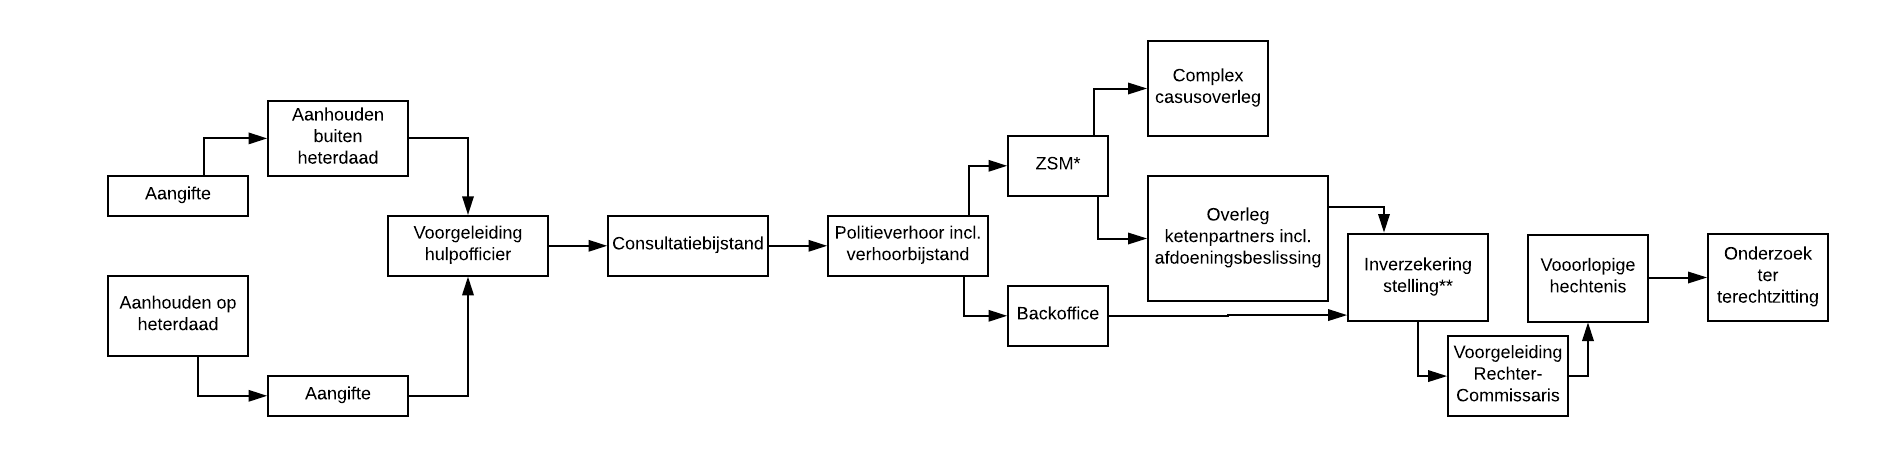 Aangifte
Aanhouden
buiten
heterdaad
Aanhouden op
heterdaad
Aangifte
Voorgeleiding
hulpofficier
Consultatiebijstand
Politieverhoor incl.
verhoorbijstand
ZSM*
Backoffice
Complex
casusoverleg
Overleg
ketenpartners incl.
afdoeningsbeslissing
Inverzekering
stelling**
Voorgeleiding
Rechter-
Commissaris
Vooorlopige
hechtenis
Onderzoek
ter
terechtzitting